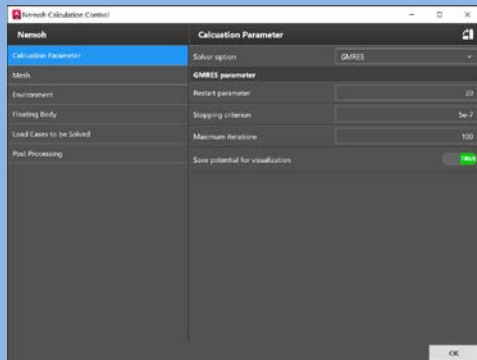 Nemoh Calculation Control
Nemoh
Calcuation Parameter
Calcuation Parameter
Solver option
GMRES
Mesh
GMRES parameter
Environment
Restart parameter
20
Floating Body
Stopping criterion
5e-7
Load Cases to be Solved
Maximum iterations
100
Post Processing
Save potential for visualization
TRUE
OK